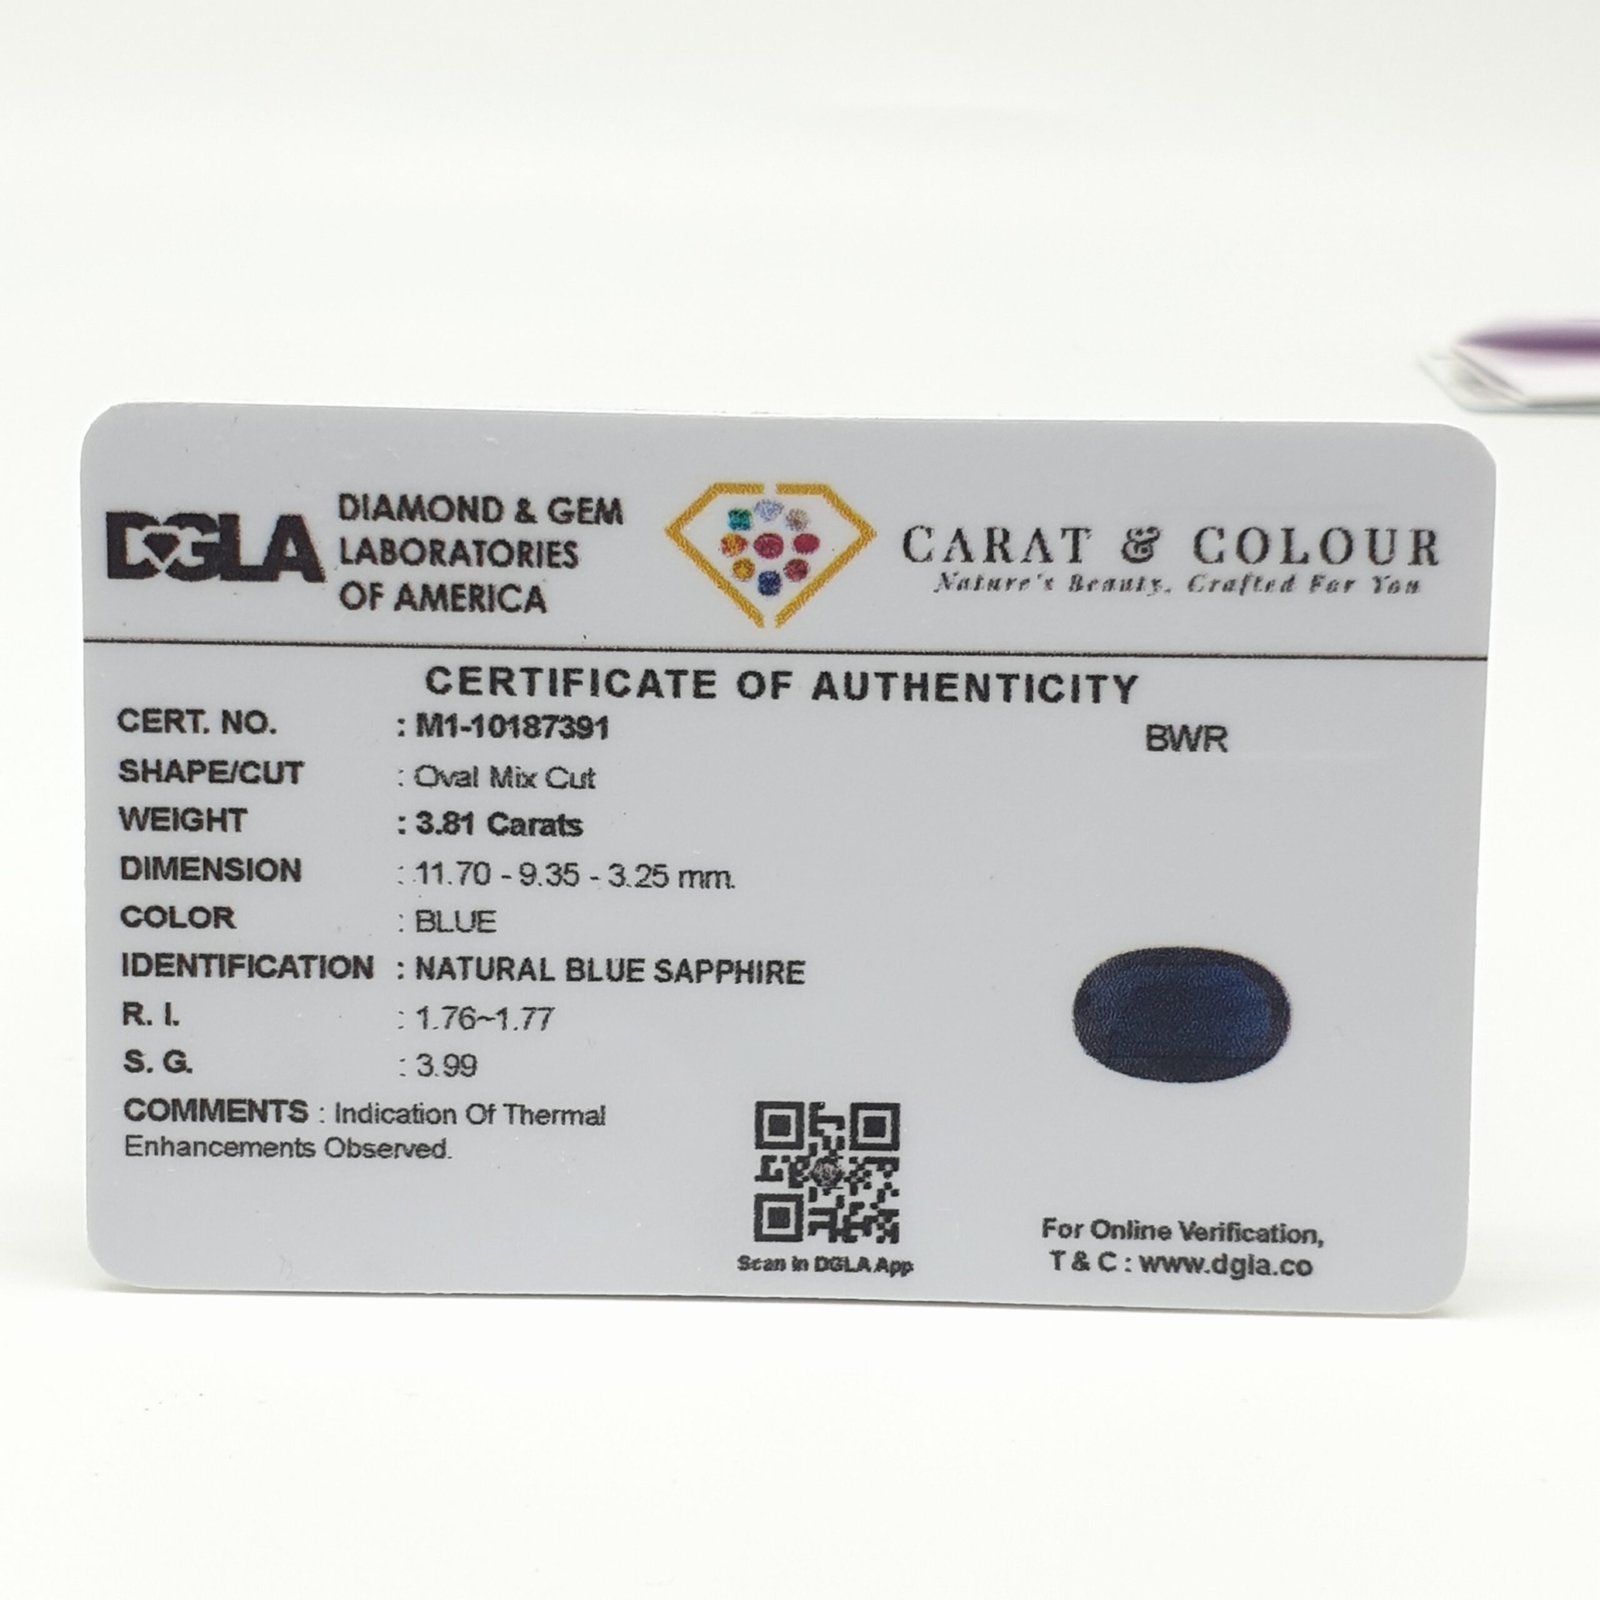 DGLA
DIAMOND & GEM
LABORATORIES
OF AMERICA
CARAT & COLOUR
Nature's Beauty, Crafted For You
CERTIFICATE OF AUTHENTICITY
CERT. NO. : M1-10187391
BWR
SHAPE/CUT : Oval Mix Cut
WEIGHT : 3.81 Carats
DIMENSION : 11.70 - 9.35 - 3.25 mm.
COLOR : BLUE
IDENTIFICATION : NATURAL BLUE SAPPHIRE
R. I. : 1.76~1.77
S. G. : 3.99
COMMENTS : Indication Of Thermal
Enhancements Observed.
Scan in DGLA App
For Online Verification,
T & C : www.dgla.co